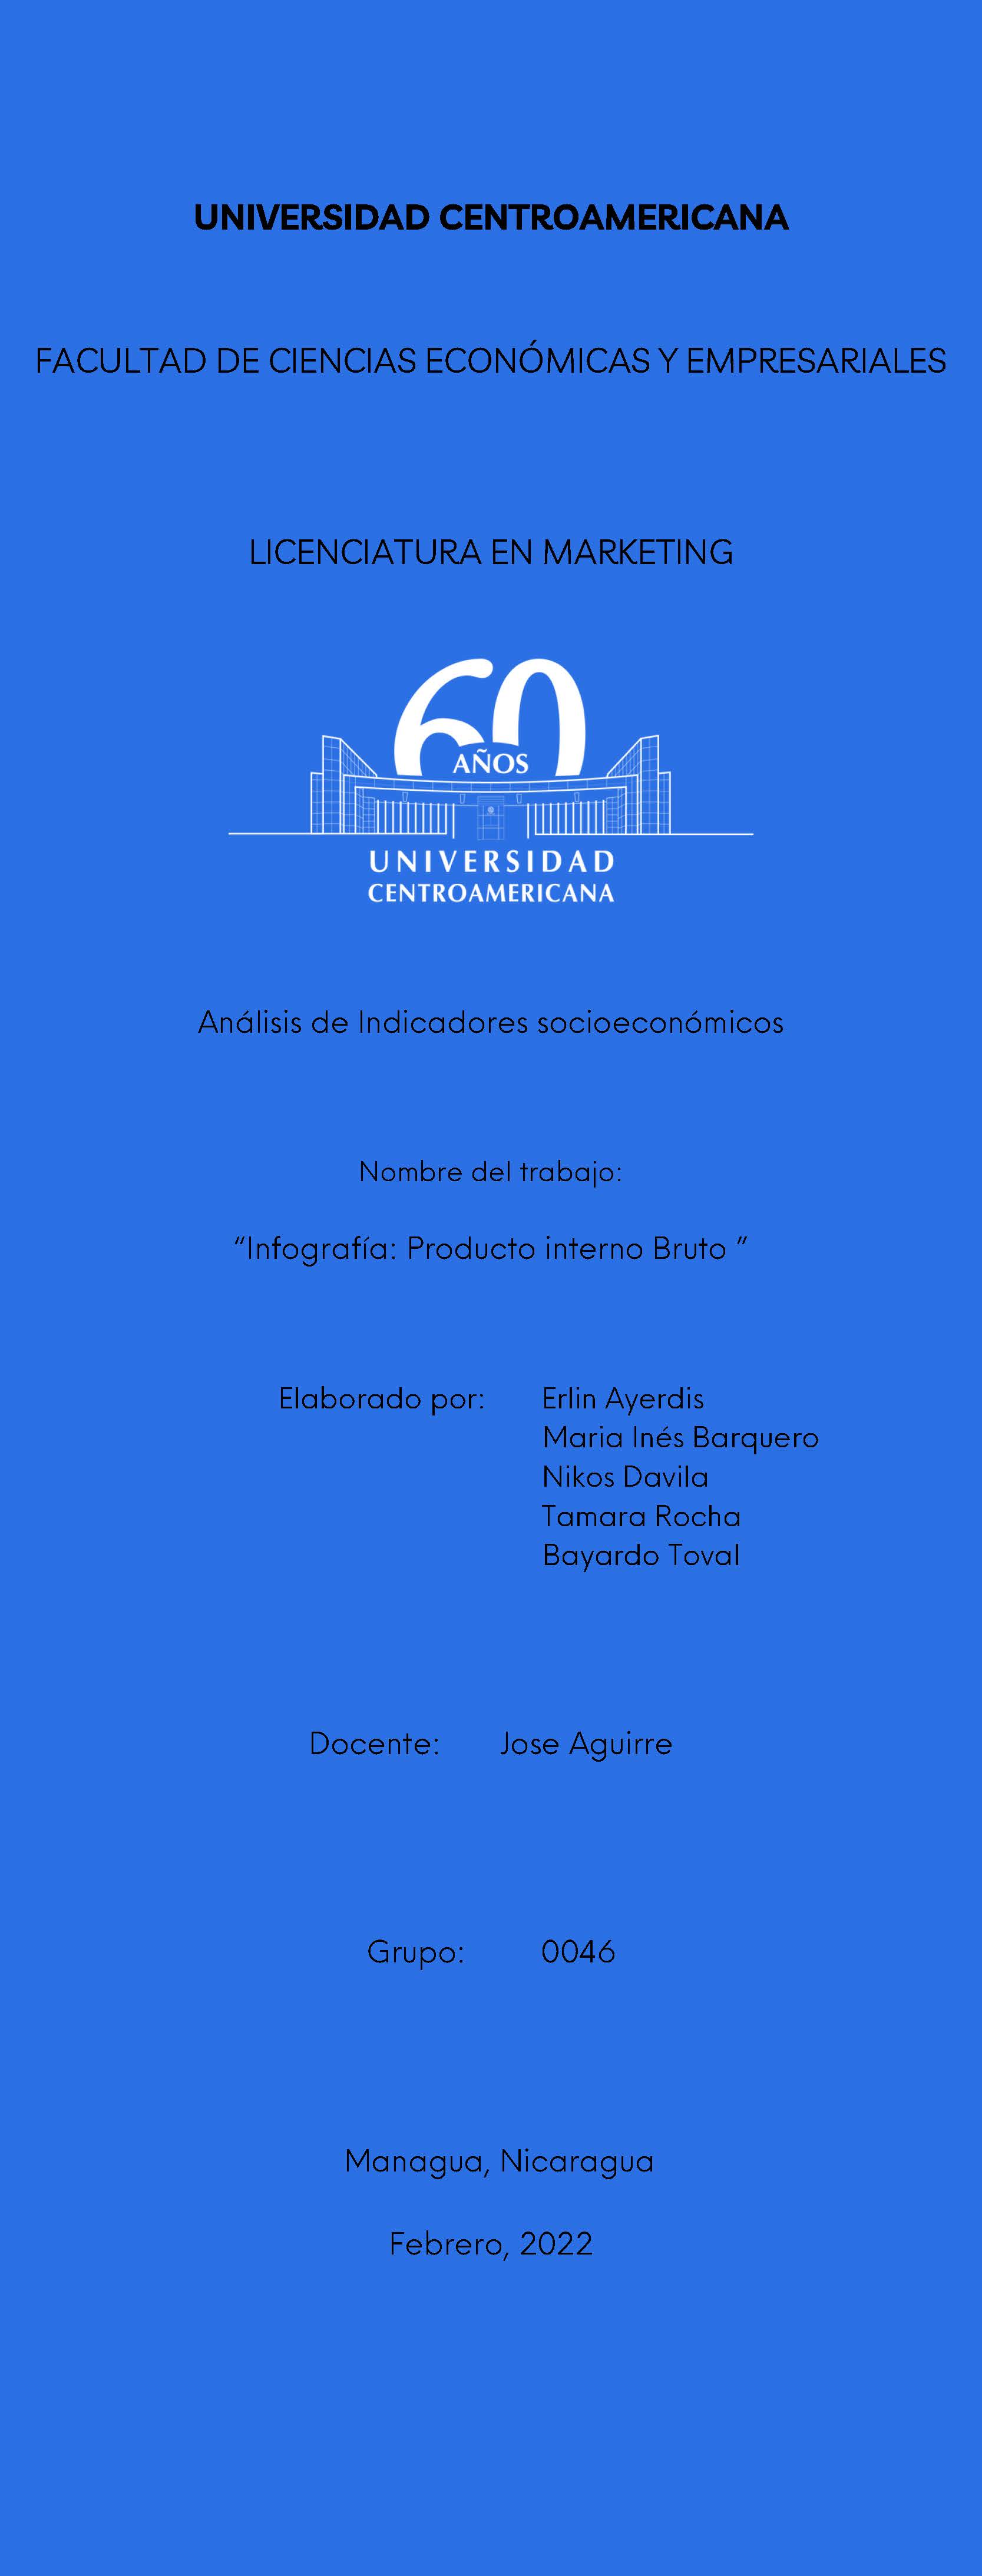 UNIVERSIDAD CENTROAMERICANA
FACULTAD DE CIENCIAS ECONÓMICAS Y EMPRESARIALES
LICENCIATURA EN MARKETING
60
AÑOS
UNIVERSIDAD
CENTROAMERICANA
Análisis de Indicadores socioeconómicos
Nombre del trabajo:
“Infografía: Producto interno Bruto ”
Elaborado por: Erlin Ayerdis
Maria Inés Barquero
Nikos Davila
Tamara Rocha
Bayardo Toval
Docente: Jose Aguirre
Grupo: 0046
Managua, Nicaragua
Febrero, 2022